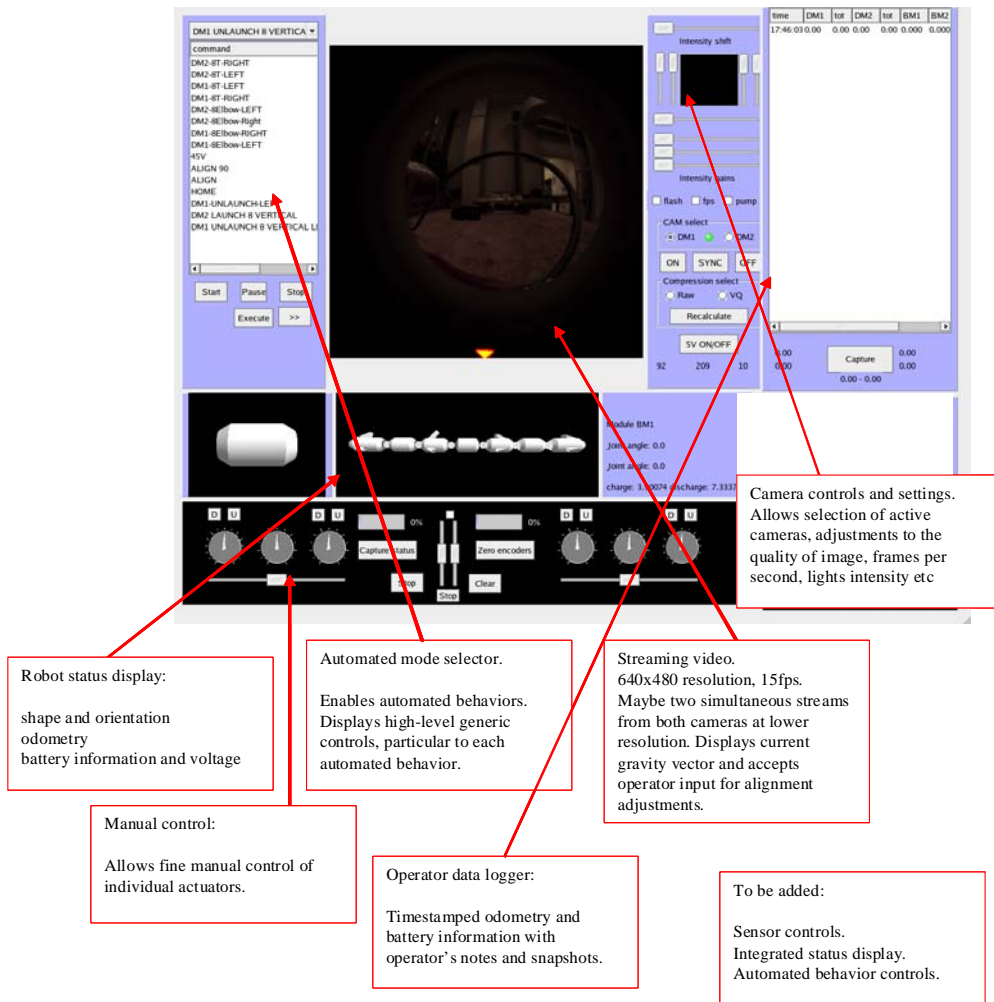 DM1 UNLAUNCH 8 VERTICA
command
DM2-8T-RIGHT
DM2-8T-LEFT
DM1-8T-LEFT
DM1-8T-RIGHT
DM2-8Elbow-LEFT
DM2-8Elbow-Right
DM1-8Elbow-RIGHT
DM1-8Elbow-LEFT
45V
ALIGN 90
ALIGN
HOME
DM1-UNLAUNCH-LEF
DM2 LAUNCH 8 VERTICAL
DM1 UNLAUNCH 8 VERTICAL LI
Start Pause Stop
Execute >>
Intensity shift
Intensity gains
flash fps pump
CAM select
DM1 DM2
ON SYNC OFF
Compression select
Raw VQ
Recalculate
5V ON/OFF
92 209 10
time DM1 tot DM2 tot BM1 BM2
17:46:03 0.00 0.00 0.00 0.00 0.000 0.000
0.00 Capture 0.00
0.00 0.00
0.00 - 0.00
Module BM1
Joint angle: 0.0
Joint angle: 0.0
charge: discharge: 7.3337
D U D U 0% 0% D U D U
Capture status Zero encoders
Stop Stop Clear
Camera controls and settings.
Allows selection of active
cameras, adjustments to the
quality of image, frames per
second, lights intensity etc
Robot status display:
shape and orientation
odometry
battery information and voltage
Automated mode selector.
Enables automated behaviors.
Displays high-level generic
controls, particular to each
automated behavior.
Streaming video.
640x480 resolution, 15fps.
Maybe two simultaneous streams
from both cameras at lower
resolution. Displays current
gravity vector and accepts
operator input for alignment
adjustments.
Manual control:
Allows fine manual control of
individual actuators.
Operator data logger:
Timestamped odometry and
battery information with
operator's notes and snapshots.
To be added:
Sensor controls.
Integrated status display.
Automated behavior controls.